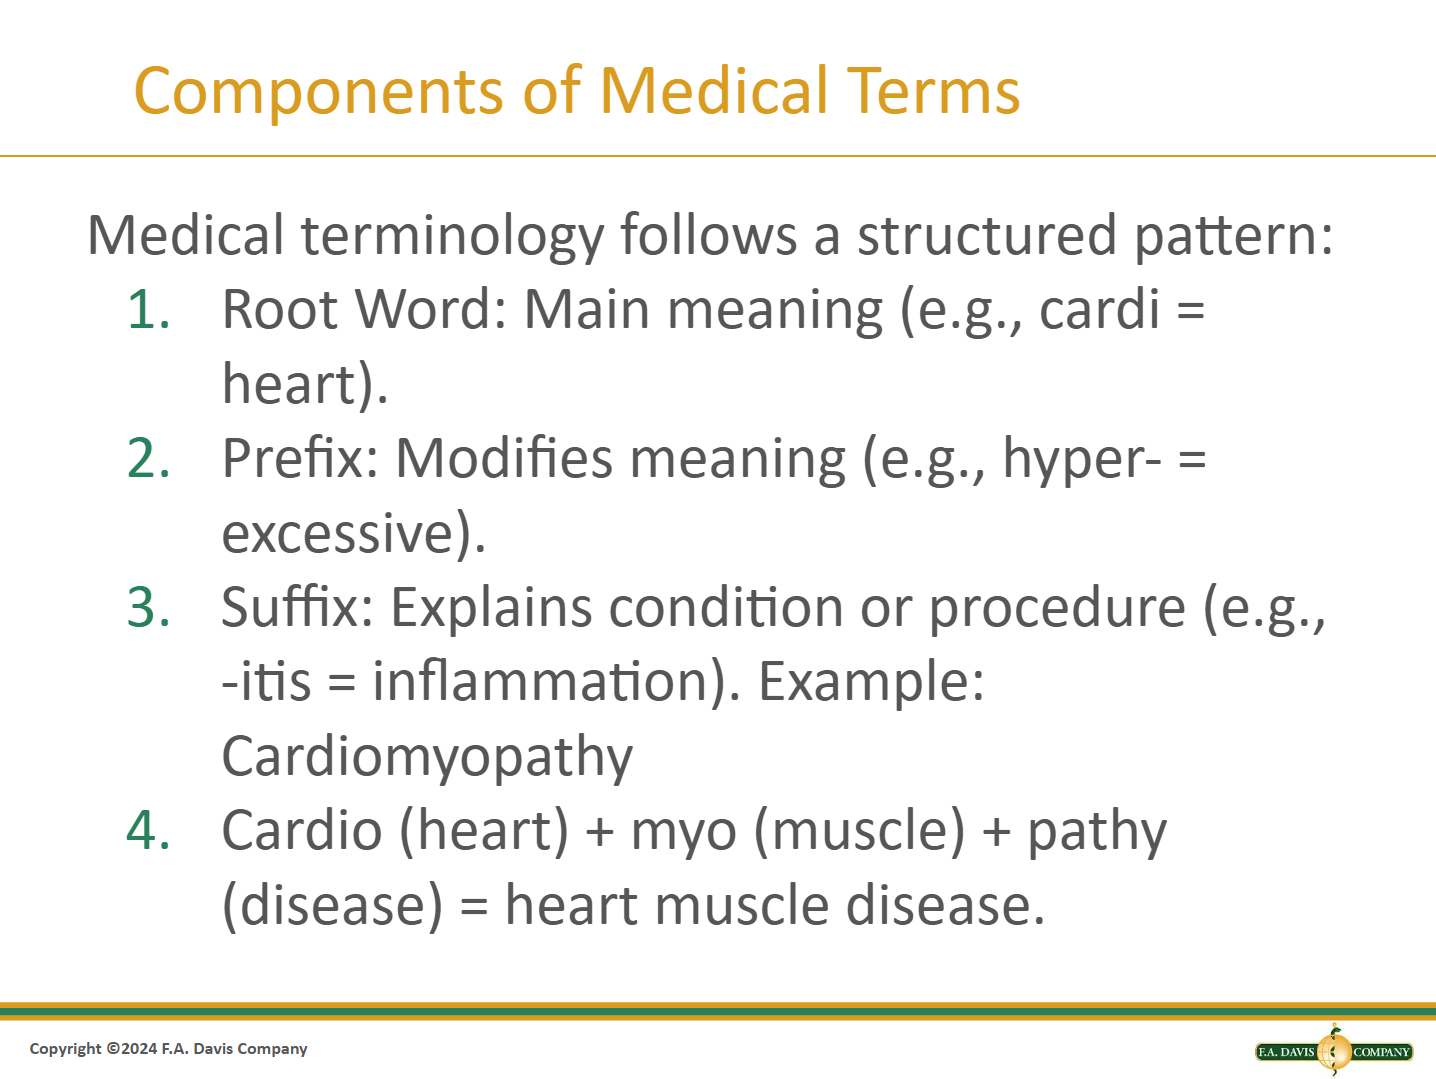 Components of Medical Terms
Medical terminology follows a structured pattern:
1. Root Word: Main meaning (e.g., cardi =
heart).
2. Prefix: Modifies meaning (e.g., hyper- =
excessive).
3. Suffix: Explains condition or procedure (e.g.,
-itis = inflammation). Example:
Cardiomyopathy
4. Cardio (heart) + myo (muscle) + pathy
(disease) = heart muscle disease.
Copyright ©2024 F.A. Davis Company
F.A. DAVIS COMPANY